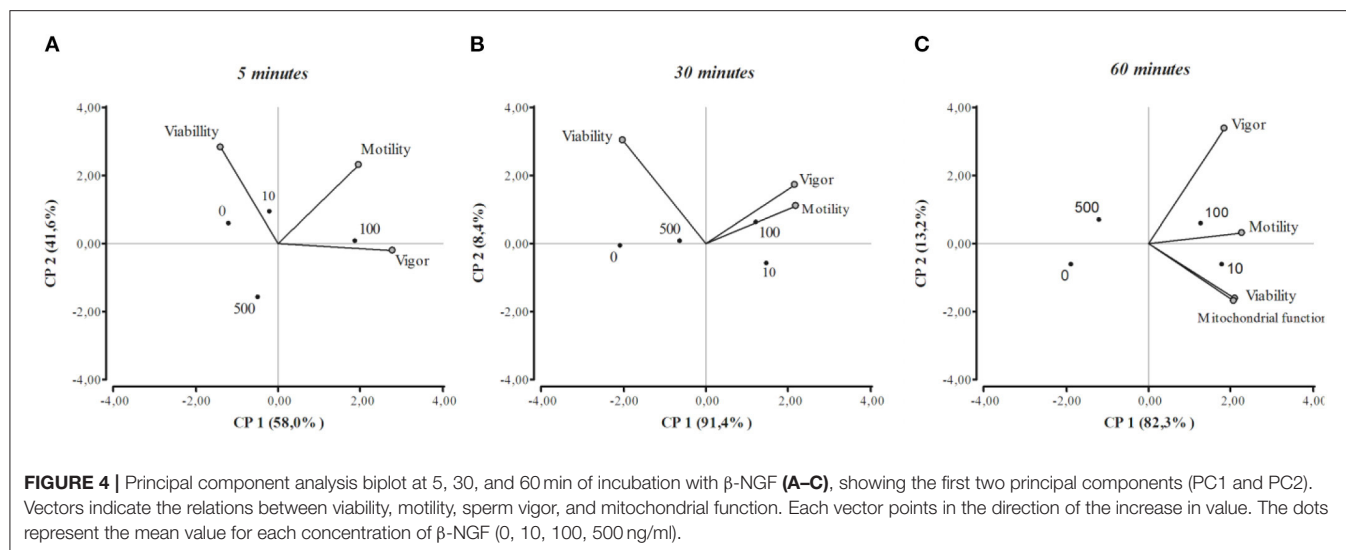 A
5 minutes
4,00
2,00
0,00
-2,00
-4,00
-4,00 -2,00 0,00 2,00 4,00
CP 2 (41,6%)
CP 1 (58,0%)
Viabillity
Motility
Vigor
10
0
100
500
B
30 minutes
4,00
2,00
0,00
-2,00
-4,00
-4,00 -2,00 0,00 2,00 4,00
CP 2 (8,4%)
CP 1 (91,4%)
Viability
Vigor
Motility
500
100
0
10
C
60 minutes
4,00
2,00
0,00
-2,00
-4,00
-4,00 -2,00 0,00 2,00 4,0(
CP 2 (13,2%)
CP 1 (82,3%)
Vigor
500
100
Motility
0
10
Viability
Mitochondrial function
FIGURE 4 | Principal component analysis biplot at 5, 30, and 60 min of incubation with β-NGF (A–C), showing the first two principal components (PC1 and PC2).
Vectors indicate the relations between viability, motility, sperm vigor, and mitochondrial function. Each vector points in the direction of the increase in value. The dots
represent the mean value for each concentration of β-NGF (0, 10, 100, 500 ng/ml).